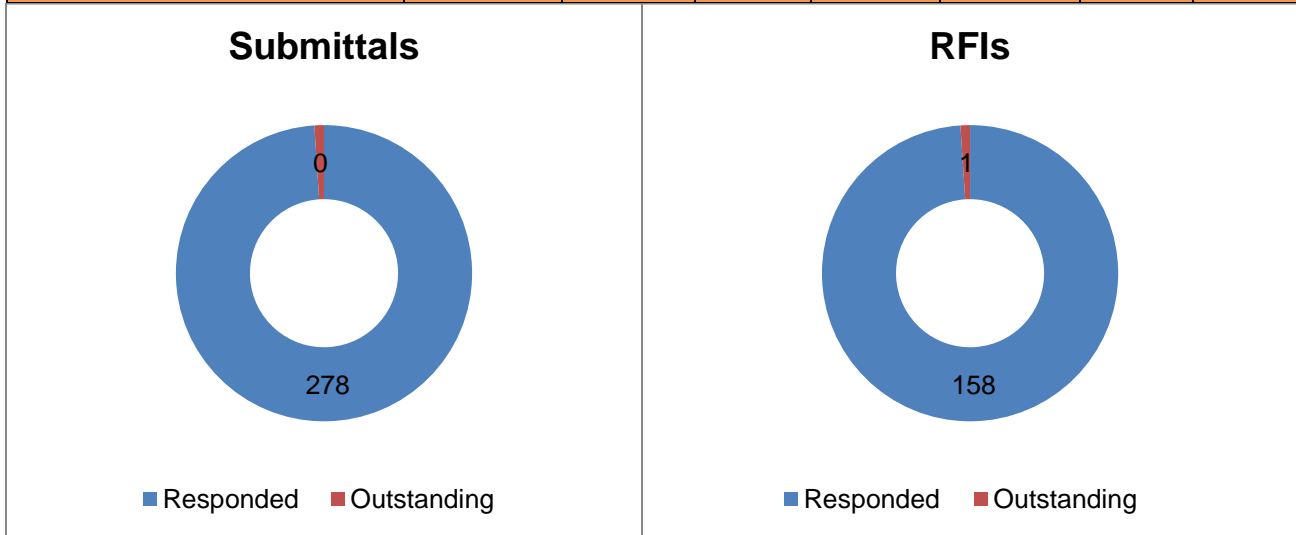 Submittals
0
278
Responded Outstanding
RFIs
1
158
Responded Outstanding